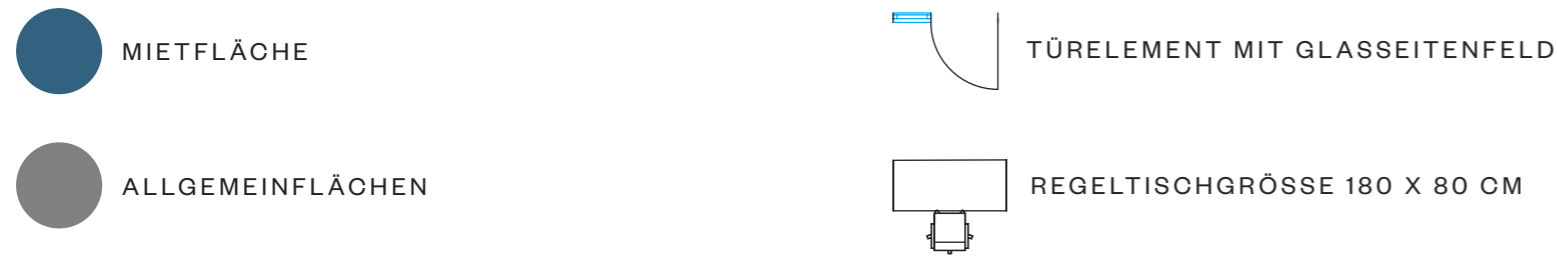 MIETFLÄCHE
TÜRELEMENT MIT GLASSEITENFELD
ALLGEMEINFLÄCHEN
REGELTISCHGRÖSSE 180 X 80 CM